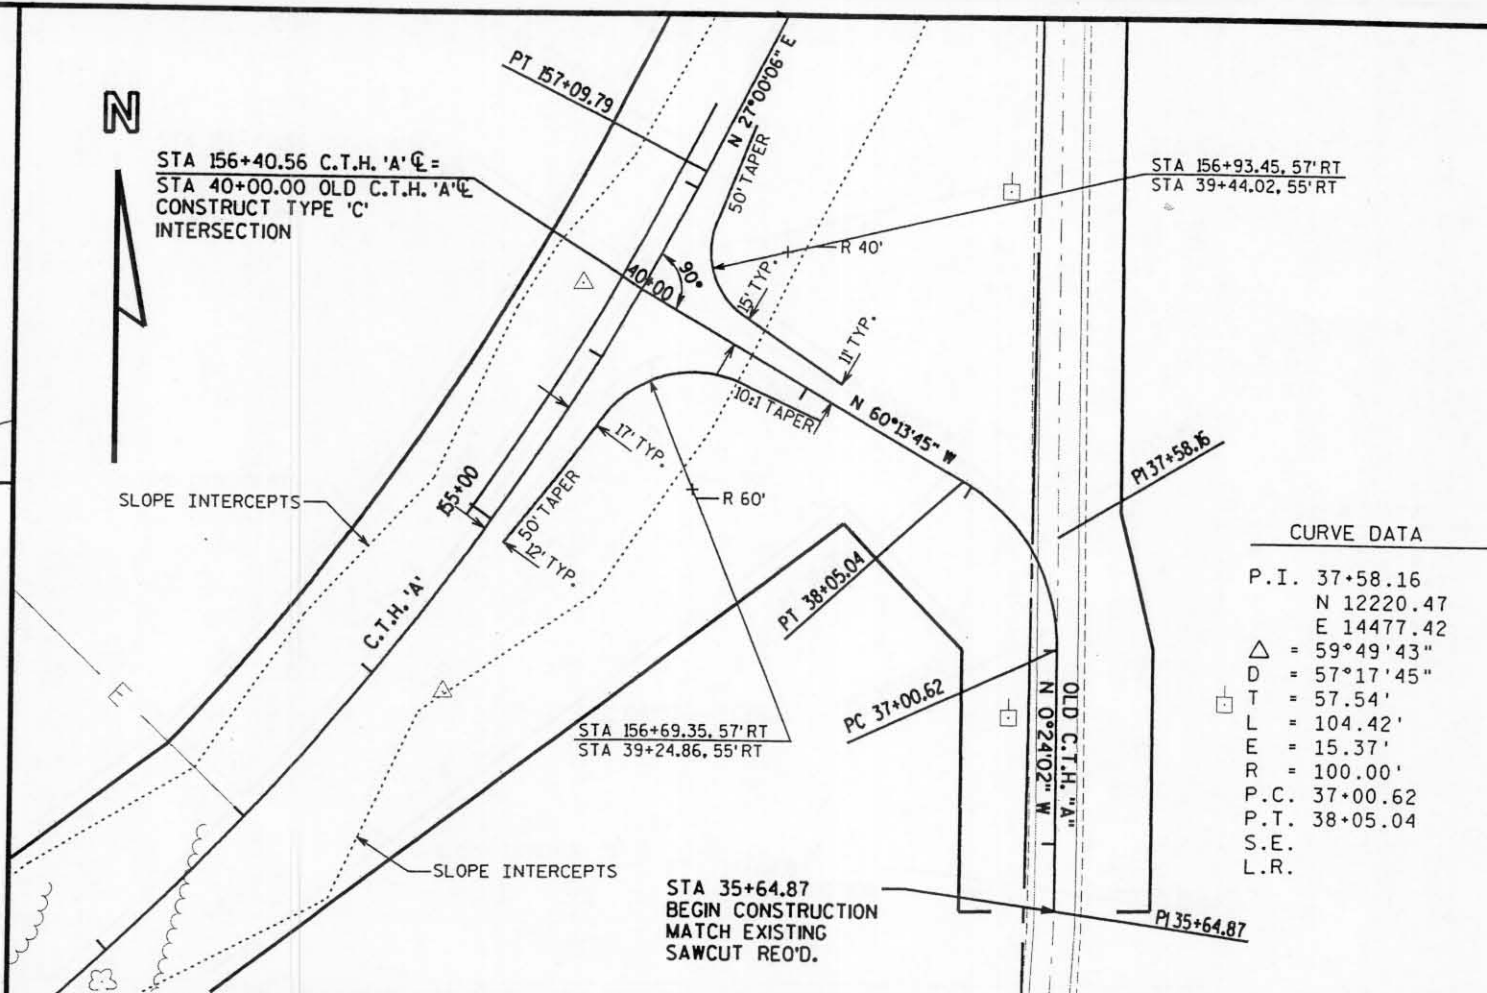 PT 157+09.79
N 27°00'06" E
50' TAPER
N
STA 156+40.56 C.T.H. 'A' ℄ =
STA 40+00.00 OLD C.T.H. 'A'℄
CONSTRUCT TYPE 'C'
INTERSECTION
STA 156+93.45, 57' RT
STA 39+44.02, 55' RT
R 40'
40+00
90°
15' TYP.
11' TYP.
10:1 TAPER
N 60°13'45" W
17' TYP.
PI 37+58.16
155+00
SLOPE INTERCEPTS
50' TAPER
R 60'
12' TYP.
CURVE DATA
P.I. 37+58.16
N 12220.47
E 14477.42
△ = 59°49'43"
D = 57°17'45"
T = 57.54'
L = 104.42'
E = 15.37'
R = 100.00'
P.C. 37+00.62
P.T. 38+05.04
S.E.
L.R.
PT 38+05.04
C.T.H. 'A'
E
PC 37+00.62
OLD C.T.H. "A"
N 0°24'02" W
STA 156+69.35, 57' RT
STA 39+24.86, 55' RT
SLOPE INTERCEPTS
STA 35+64.87
BEGIN CONSTRUCTION
MATCH EXISTING
SAWCUT REQ'D.
PI 35+64.87